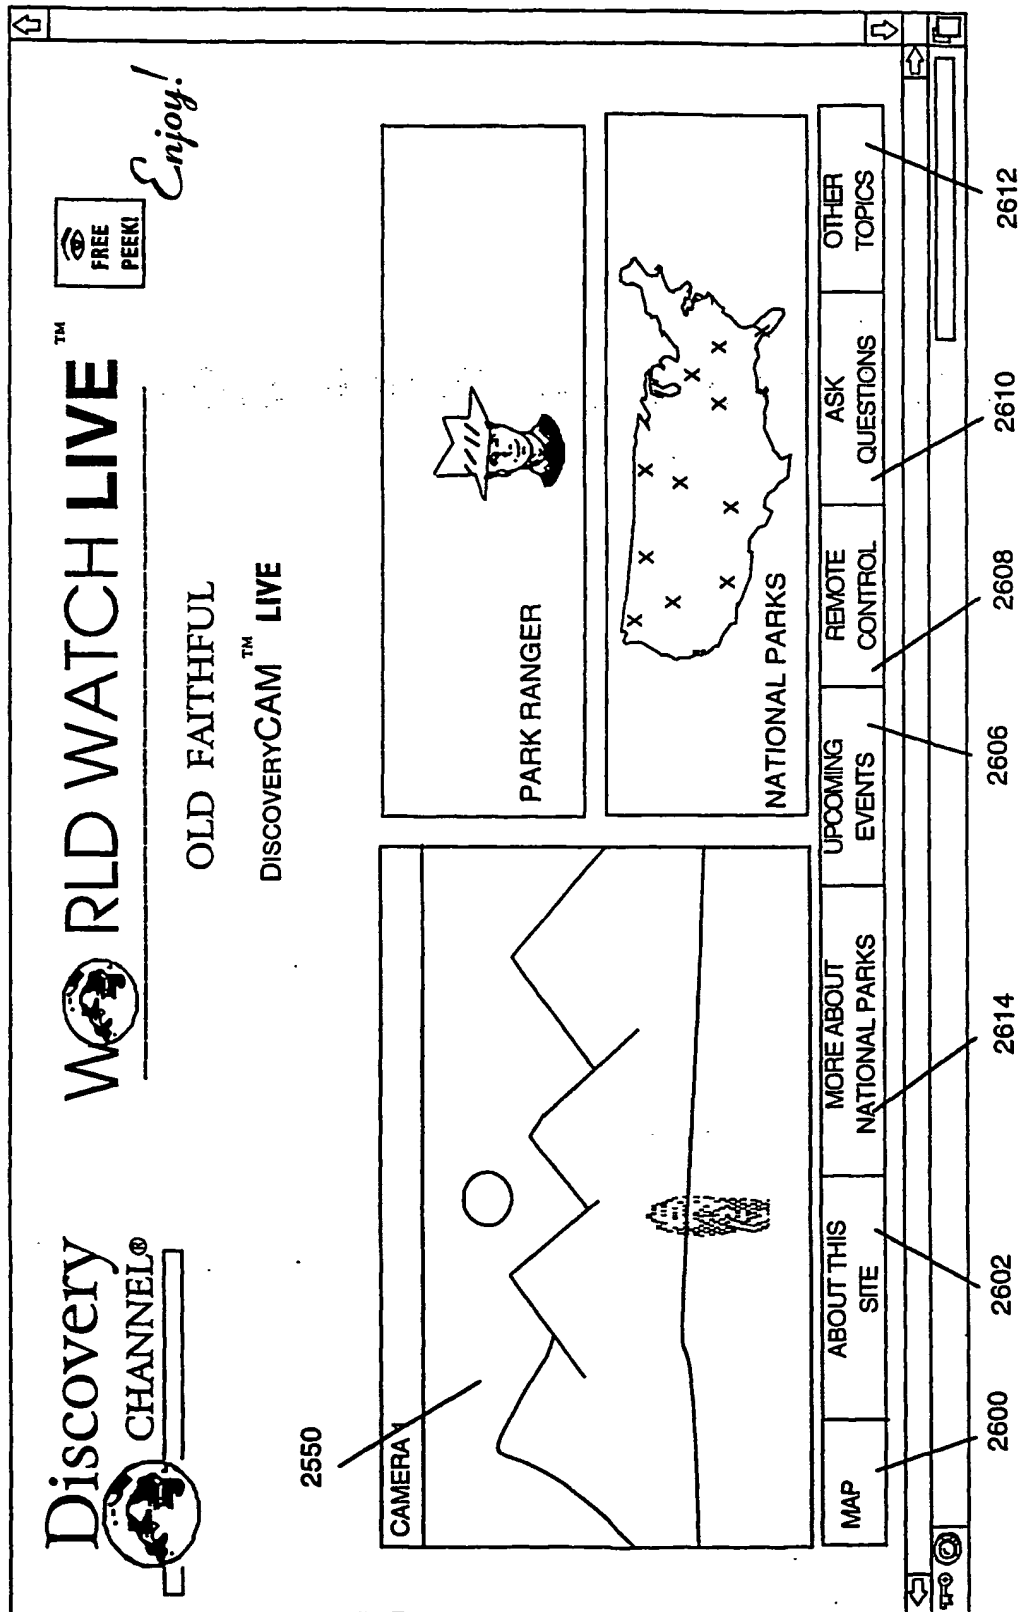 Discovery
CHANNEL®
W RLD WATCH LIVE™
FREE
PEEK!
Enjoy!
OLD FAITHFUL
DISCOVERYCAM™ LIVE
2550
CAMERA 1
PARK RANGER
NATIONAL PARKS
X X X X X X X X X X X X X
MAP
ABOUT THIS
SITE
MORE ABOUT
NATIONAL PARKS
UPCOMING
EVENTS
REMOTE
CONTROL
ASK
QUESTIONS
OTHER
TOPICS
2600
2602
2614
2606
2608
2610
2612